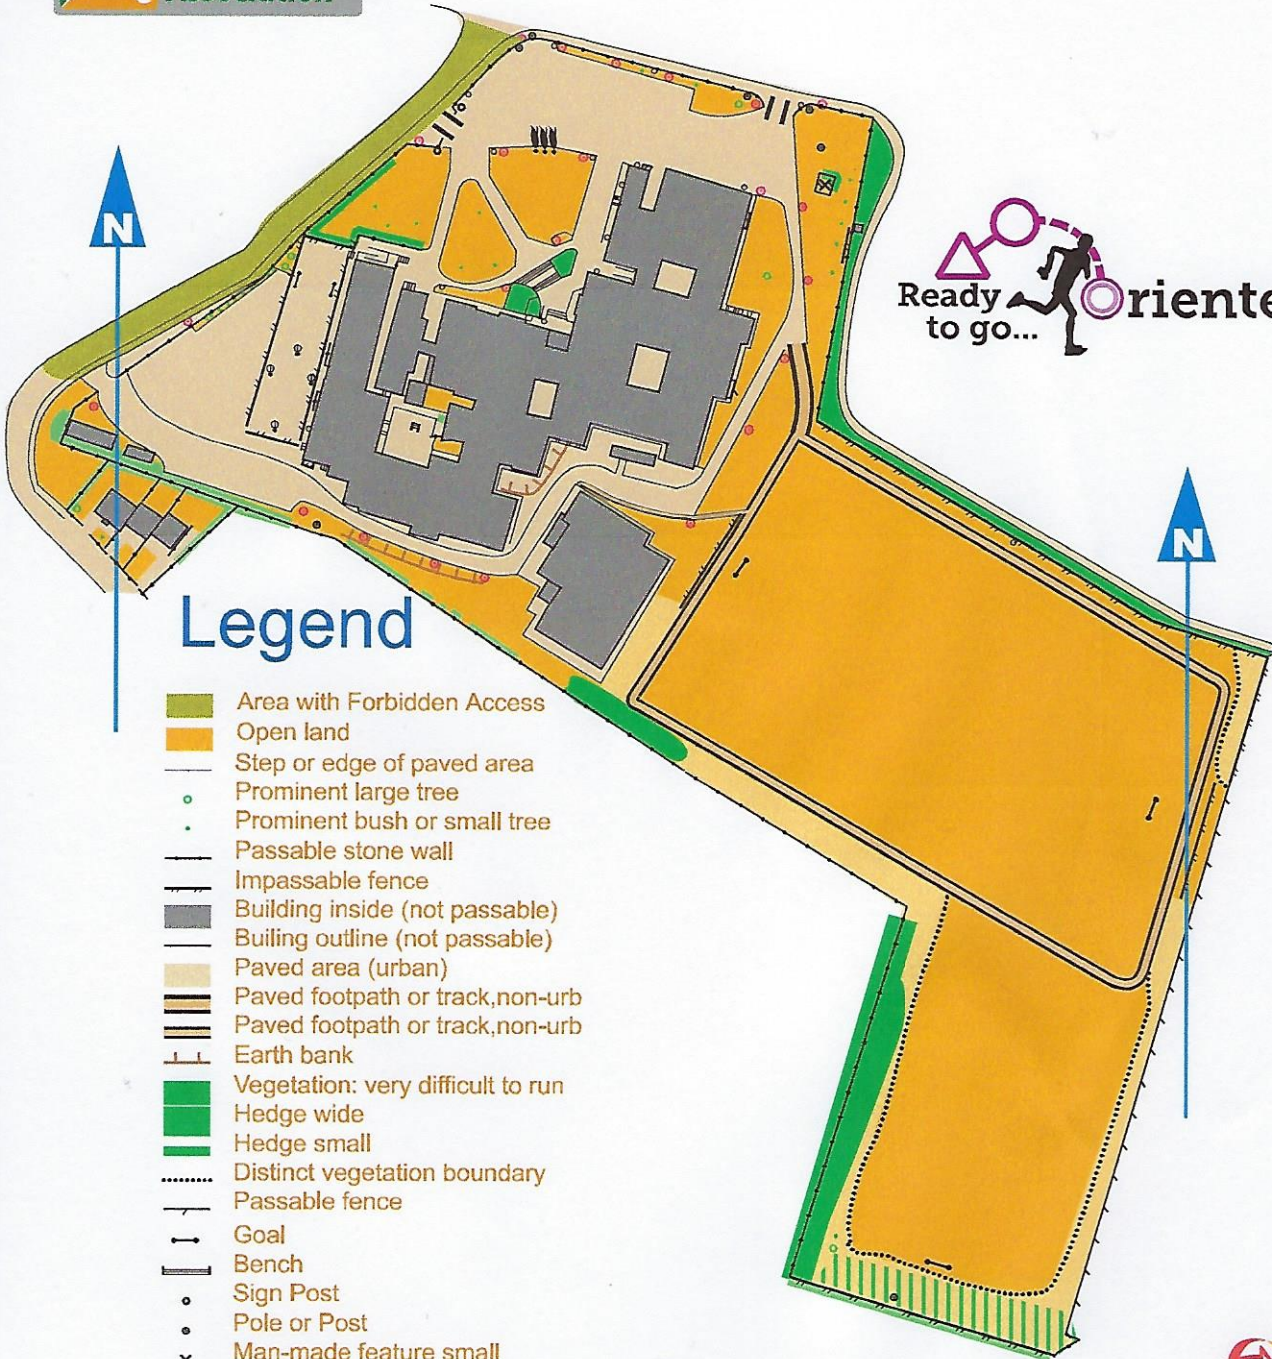 N
Ready
to go...
Oriente
N
Legend
Area with Forbidden Access
Open land
Step or edge of paved area
Prominent large tree
Prominent bush or small tree
Passable stone wall
Impassable fence
Building inside (not passable)
Builing outline (not passable)
Paved area (urban)
Paved footpath or track,non-urb
Paved footpath or track,non-urb
Earth bank
Vegetation: very difficult to run
Hedge wide
Hedge small
Distinct vegetation boundary
Passable fence
Goal
Bench
Sign Post
Pole or Post
Man-made feature small